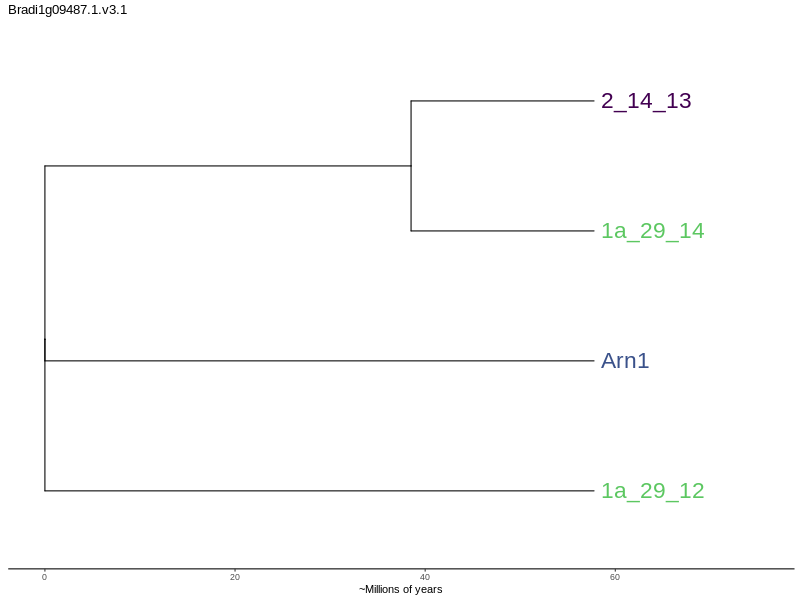 Bradi1g09487.1.v3.1
2_14_13
1a_29_14
Arn1
1a_29_12
0 20 40 60
~Millions of years